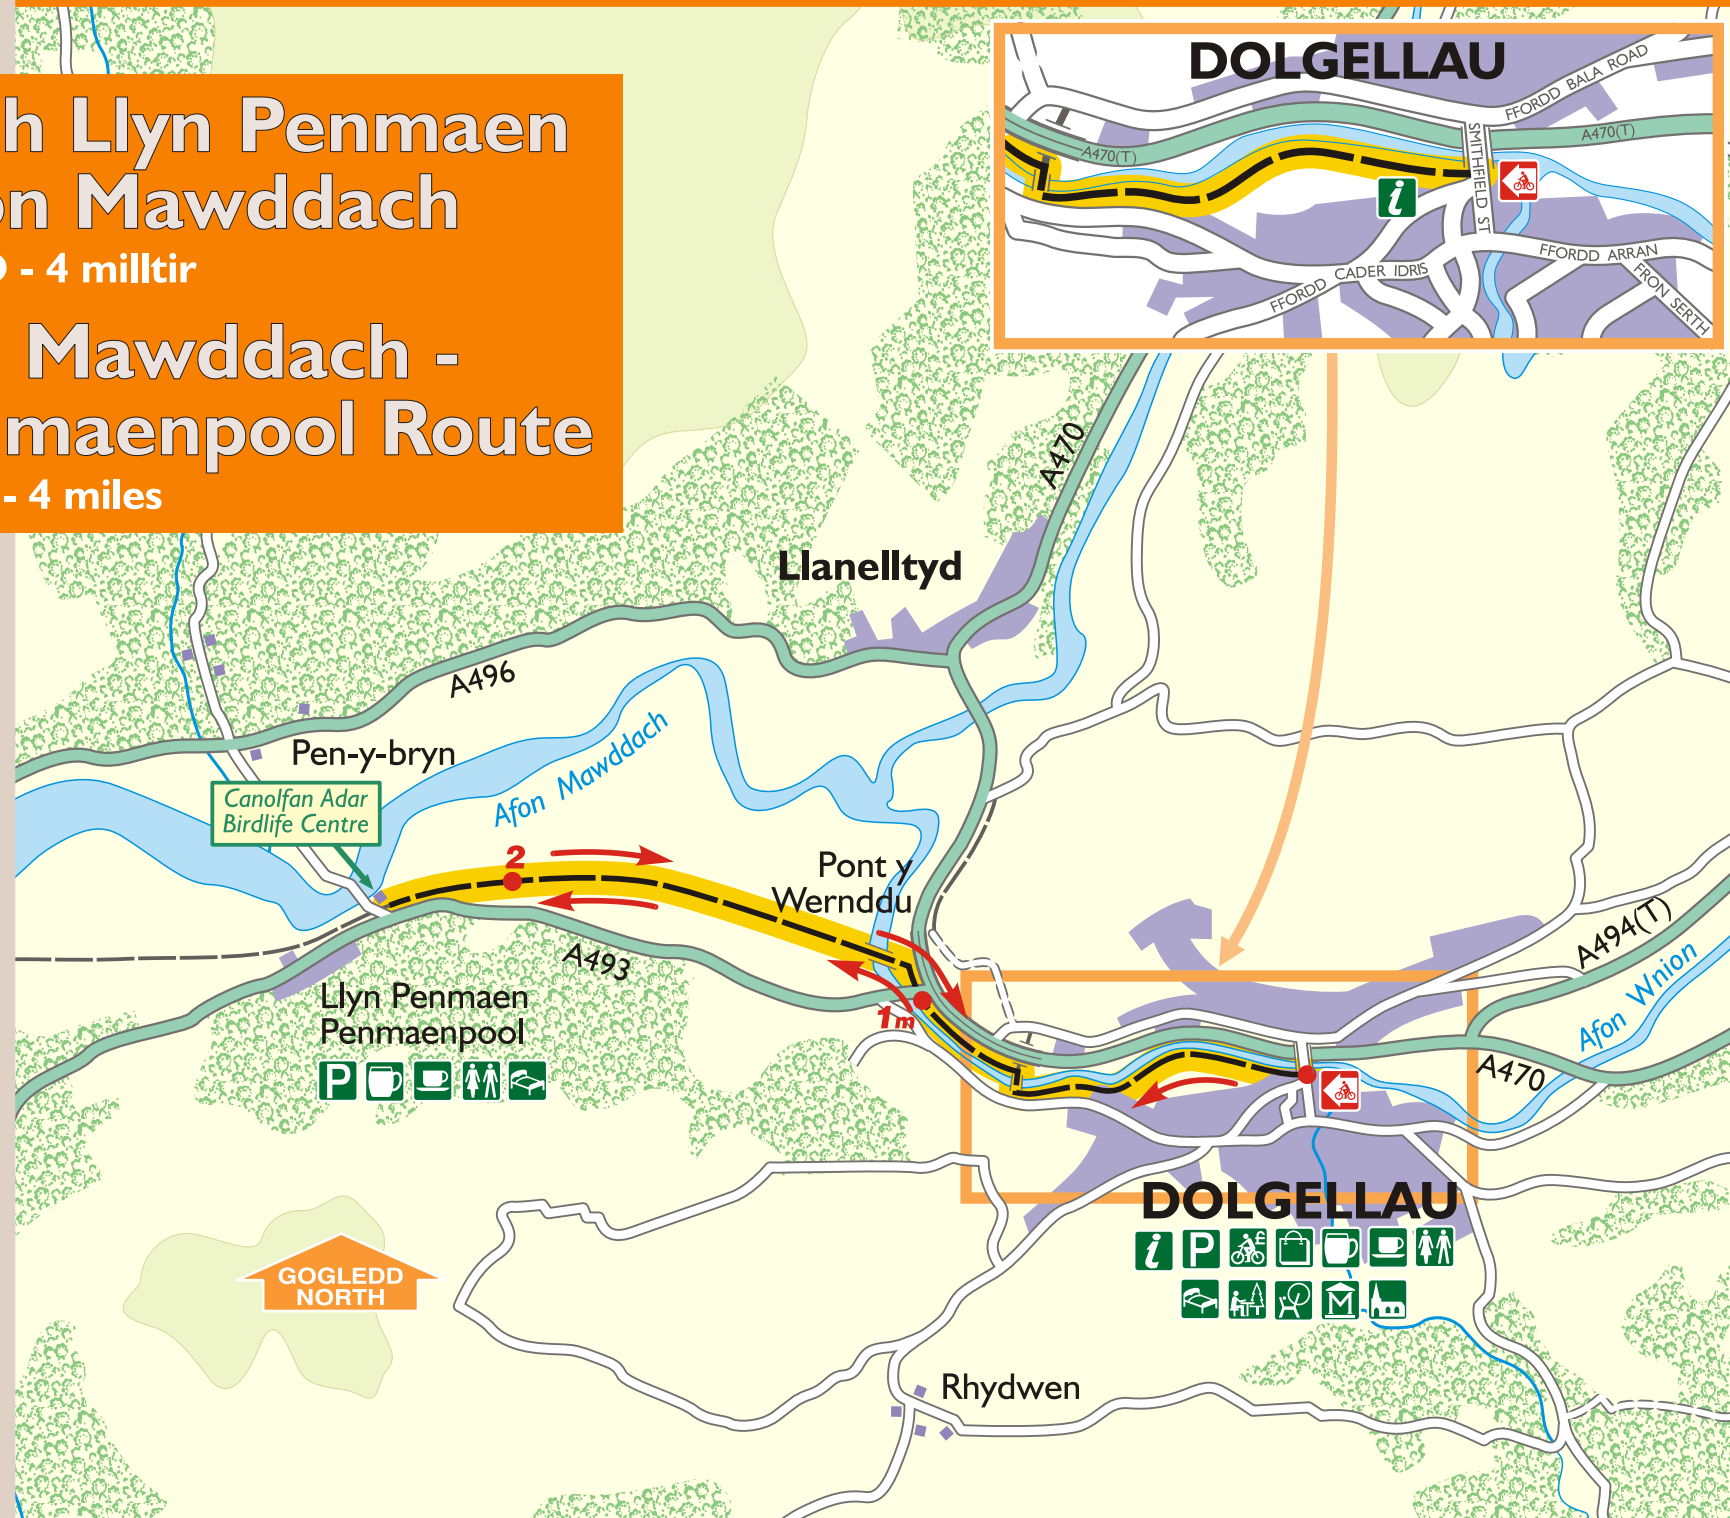 h Llyn Penmaen
n Mawddach
- 4 milltir
Mawddach -
maenpool Route
- 4 miles
DOLGELLAU
FFORDD BALA ROAD
A470(T)
A470(T)
SMITHFIELD ST
i
FFORDD CADER IDRIS
FFORDD ARRAN
FRON SERTH
A470
Llanelltyd
A496
Pen-y-bryn
Afon Mawddach
Canolfan Adar
Birdlife Centre
2
Pont y
Wernddu
A493
1m
Llyn Penmaen
Penmaenpool
P
A494(T)
Afon Wnion
A470
DOLGELLAU
i P
M
GOGLEDD
NORTH
Rhydwen